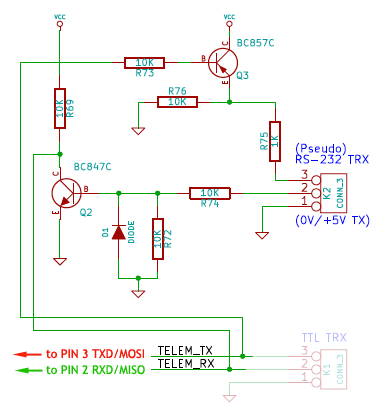 VCC
VCC
BC857C
C
B
E
Q3
10K
R73
R76
10K
10K
R69
R75
1K
(Pseudo)
RS-232 TRX
BC847C
C
B
E
Q2
10K
R74
3
2
1
K2
CONN_3
(0V/+5V TX)
D1
DIODE
10K
R72
TTL TRX
to PIN 3 TXD/MOSI
TELEM_TX
to PIN 2 RXD/MISO
TELEM_RX
3
2
1
K1
CONN_3